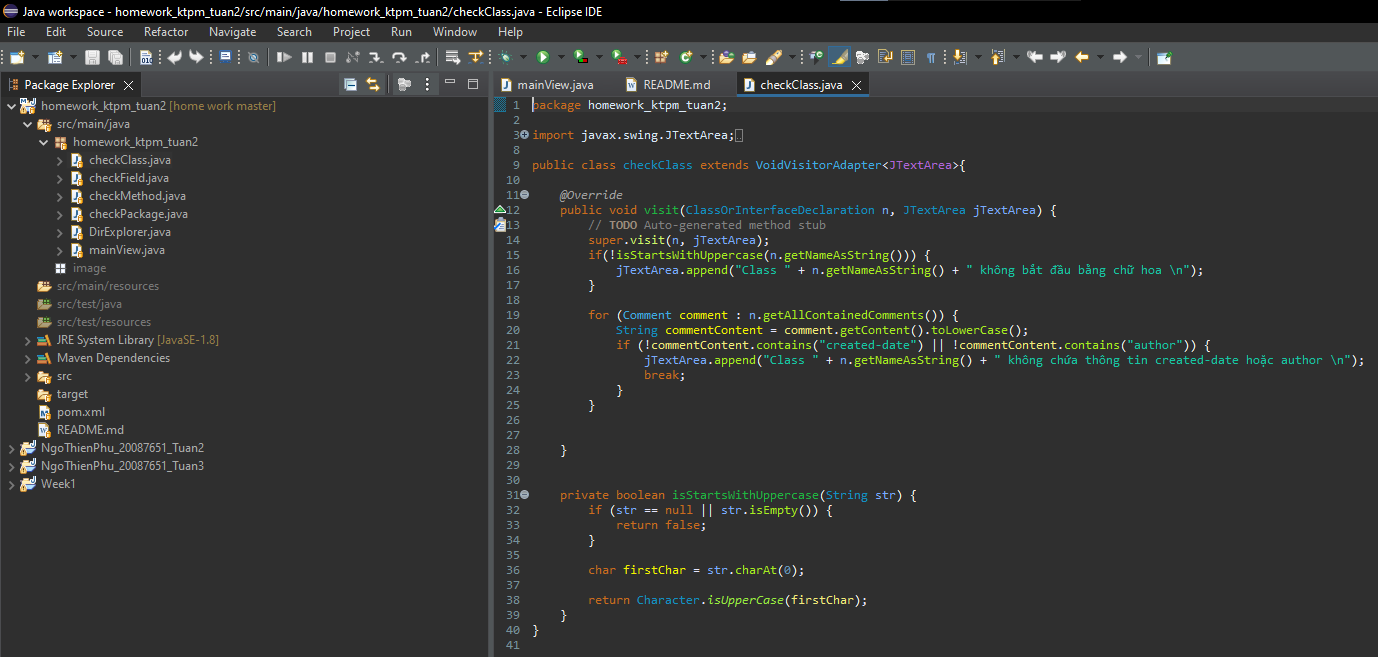 Java workspace - homework_ktpm_tuan2/src/main/java/homework_ktpm_tuan2/checkClass.java - Eclipse IDE
File Edit Source Refactor Navigate Search Project Run Window Help
Package Explorer
homework_ktpm_tuan2 [home work master]
src/main/java
homework_ktpm_tuan2
checkClass.java
checkField.java
checkMethod.java
checkPackage.java
DirExplorer.java
mainView.java
image
src/main/resources
src/test/java
src/test/resources
JRE System Library [JavaSE-1.8]
Maven Dependencies
src
target
pom.xml
README.md
NgoThienPhu_20087651_Tuan2
NgoThienPhu_20087651_Tuan3
Week1
mainView.java README.md checkClass.java
1 package homework_ktpm_tuan2;
2
3 import javax.swing.JTextArea;
8
9 public class checkClass extends VoidVisitorAdapter<JTextArea>{
10
11 @Override
12 public void visit(ClassOrInterfaceDeclaration n, JTextArea jTextArea) {
13 // TODO Auto-generated method stub
14 super.visit(n, jTextArea);
15 if(!isStartsWithUppercase(n.getNameAsString())) {
16 jTextArea.append("Class " + n.getNameAsString() + " không bắt đầu bằng chữ hoa \n");
17 }
18
19 for (Comment comment : n.getAllContainedComments()) {
20 String commentContent = comment.getContent().toLowerCase();
21 if (!commentContent.contains("created-date") || !commentContent.contains("author")) {
22 jTextArea.append("Class " + n.getNameAsString() + " không chứa thông tin created-date hoặc author \n");
23 break;
24 }
25 }
26
27
28 }
29
30
31 private boolean isStartsWithUppercase(String str) {
32 if (str == null || str.isEmpty()) {
33 return false;
34 }
35
36 char firstChar = str.charAt(0);
37
38 return Character.isUpperCase(firstChar);
39 }
40 }
41